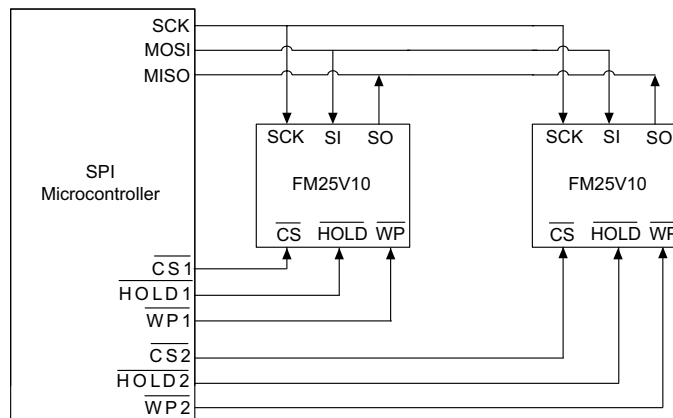 SCK
MOSI
MISO
SCK SI SO
SCK SI SO
SPI
Microcontroller
FM25V10
FM25V10
CS HOLD WP
CS HOLD WP
CS1
HOLD1
WP1
CS2
HOLD2
WP2